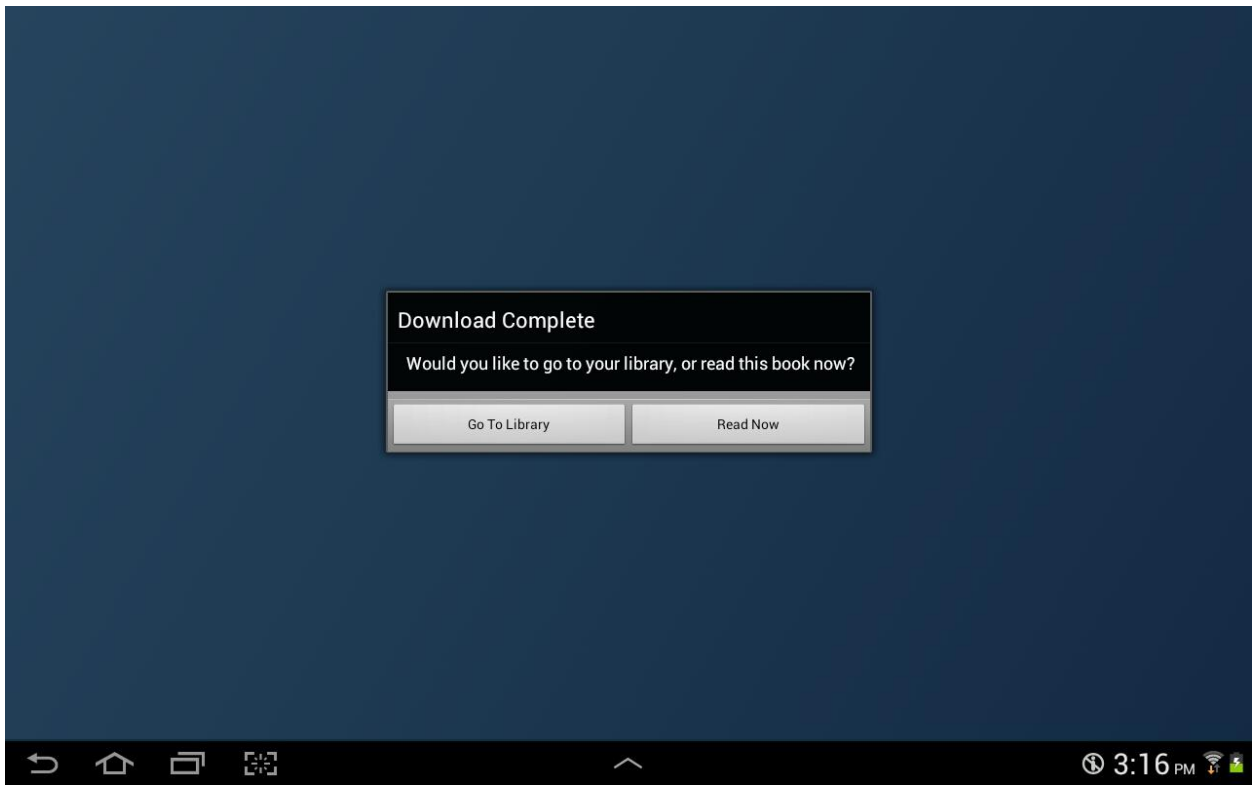 Download Complete
Would you like to go to your library, or read this book now?
Go To Library Read Now
3:16 PM